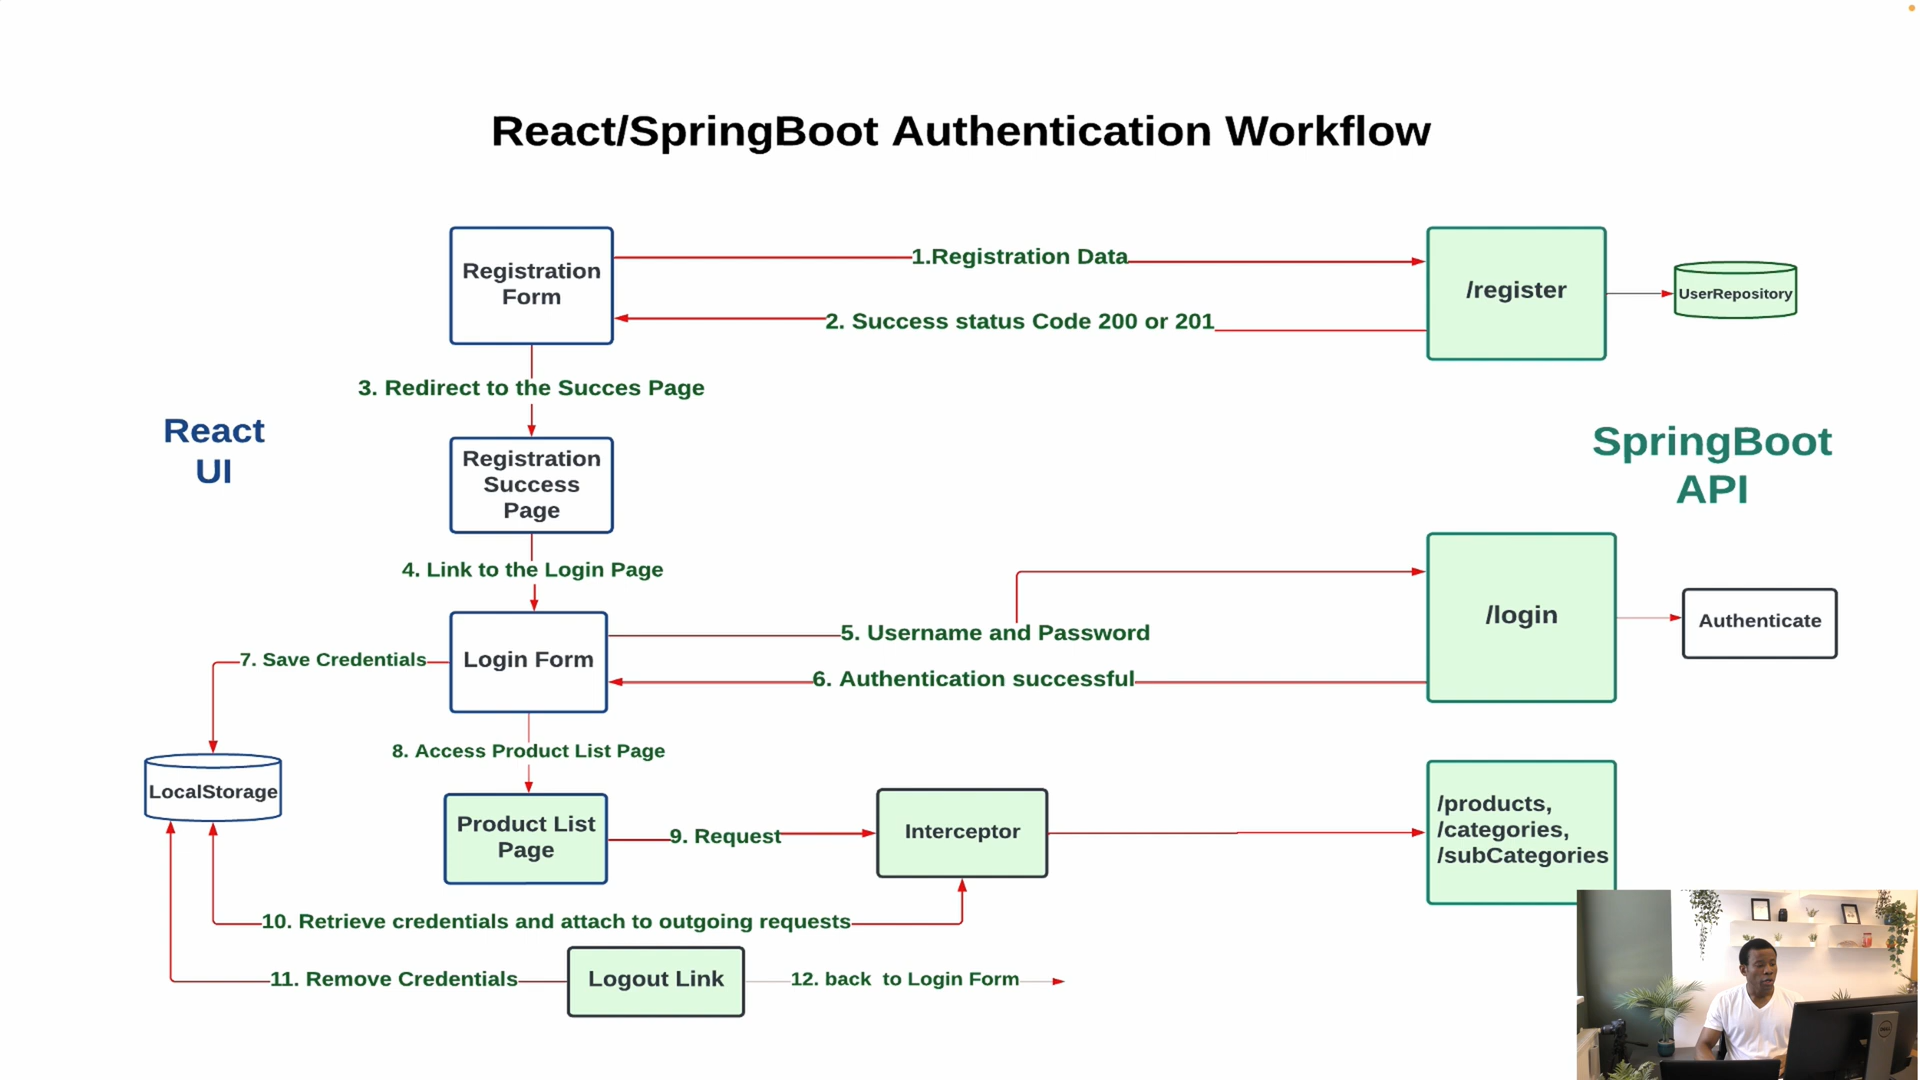 React/SpringBoot Authentication Workflow
Registration
Form
1.Registration Data
/register
UserRepository
2. Success status Code 200 or 201
3. Redirect to the Succes Page
React
UI
SpringBoot
API
Registration
Success
Page
4. Link to the Login Page
Login Form
5. Username and Password
/login
Authenticate
6. Authentication successful
7. Save Credentials
8. Access Product List Page
LocalStorage
Product List
Page
9. Request
Interceptor
/products,
/categories,
/subCategories
10. Retrieve credentials and attach to outgoing requests
11. Remove Credentials
Logout Link
12. back  to Login Form